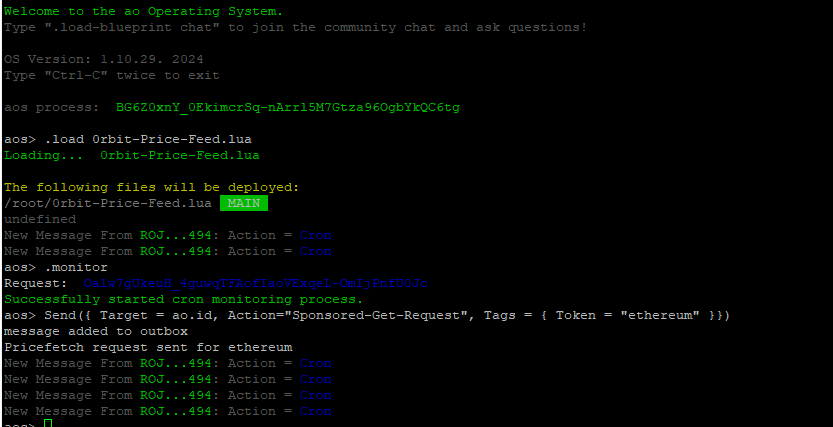 Welcome to the ao Operating System.
Type ".load-blueprint chat" to join the community chat and ask questions!
OS Version: 1.10.29. 2024
Type "Ctrl-C" twice to exit
aos process:  BG6Z0xnY_0EkimcrSq-nArrl5M7Gtza96OgbYkQC6tg
aos> .load 0rbit-Price-Feed.lua
Loading...  0rbit-Price-Feed.lua
The following files will be deployed:
/root/0rbit-Price-Feed.lua  MAIN
undefined
New Message From ROJ...494: Action = Cron
New Message From ROJ...494: Action = Cron
aos> .monitor
Request:
Successfully started cron monitoring process.
aos> Send({ Target = ao.id, Action="Sponsored-Get-Request", Tags = { Token = "ethereum" }})
message added to outbox
Pricefetch request sent for ethereum
New Message From ROJ...494: Action = Cron
New Message From ROJ...494: Action = Cron
New Message From ROJ...494: Action = Cron
New Message From ROJ...494: Action = Cron
aos>